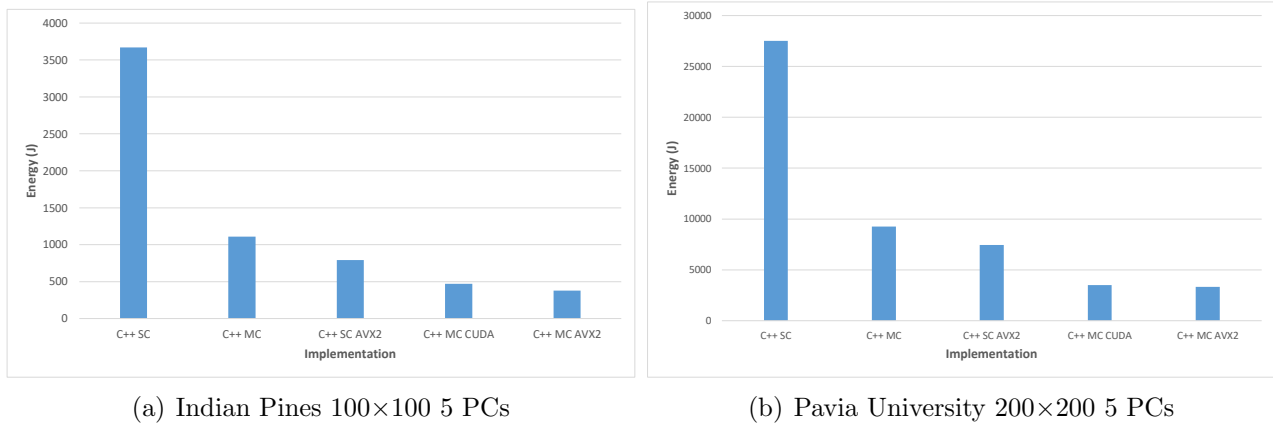 4000
3500
3000
2500
2000
1500
1000
500
0
Energy (J)
C++ SC C++ MC C++ SC AVX2 C++ MC CUDA C++ MC AVX2
Implementation
(a) Indian Pines 100×100 5 PCs
30000
25000
20000
15000
10000
5000
0
Energy (J)
C++ SC C++ MC C++ SC AVX2 C++ MC CUDA C++ MC AVX2
Implementation
(b) Pavia University 200×200 5 PCs